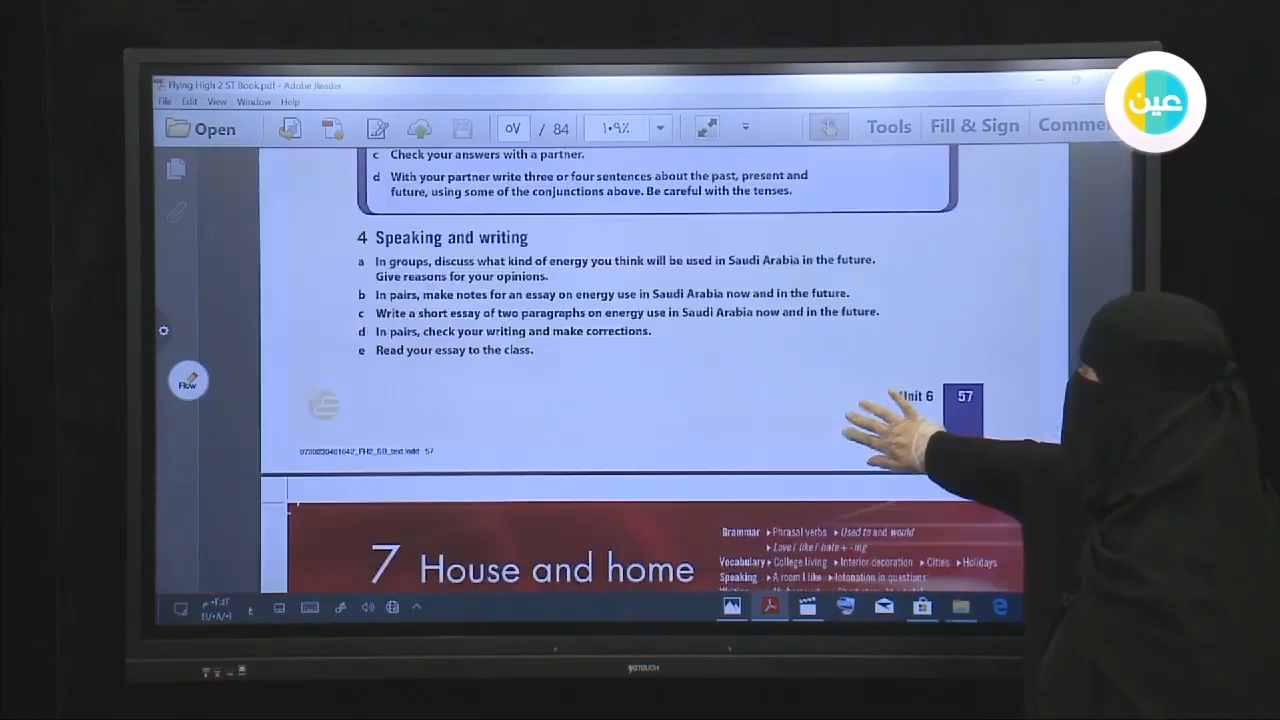 عين
Flying High 2 ST Book.pdf - Adobe Reader
File Edit View Window Help
Open
٥٧ / 84
١٠٩٪
Tools Fill & Sign Comme
c Check your answers with a partner.
d With your partner write three or four sentences about the past, present and
future, using some of the conjunctions above. Be careful with the tenses.
4 Speaking and writing
a In groups, discuss what kind of energy you think will be used in Saudi Arabia in the future.
Give reasons for your opinions.
b In pairs, make notes for an essay on energy use in Saudi Arabia now and in the future.
c Write a short essay of two paragraphs on energy use in Saudi Arabia now and in the future.
d In pairs, check your writing and make corrections.
e Read your essay to the class.
Flow
Unit 6 57
7 House and home
Grammar Phrasal verbs Used to and would
Love / like / hate + -ing
Vocabulary College living Interior decoration Cities Holidays
Speaking A room I like Intonation in questions
ع